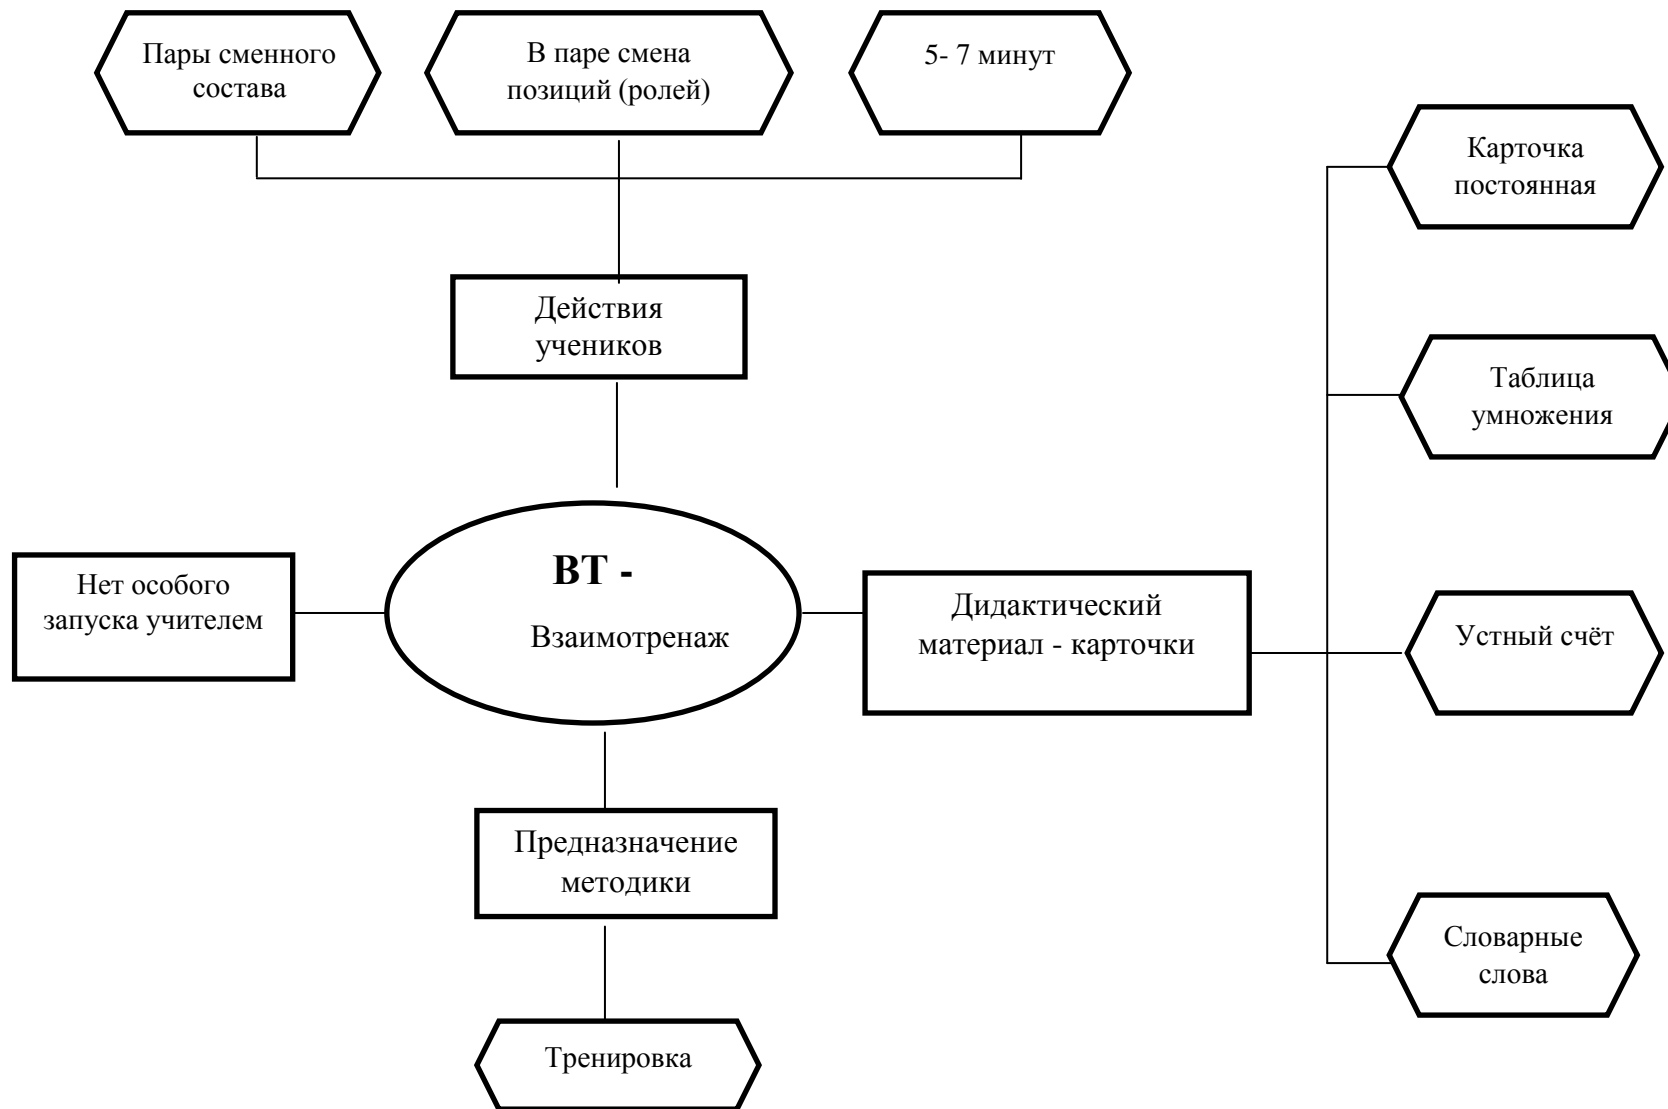 Пары сменного
состава
В паре смена
позиций (ролей)
5- 7 минут
Карточка
постоянная
Действия
учеников
Таблица
умножения
Нет особого
запуска учителем
ВТ -
Взаимотренаж
Дидактический
материал - карточки
Устный счёт
Предназначение
методики
Словарные
слова
Тренировка